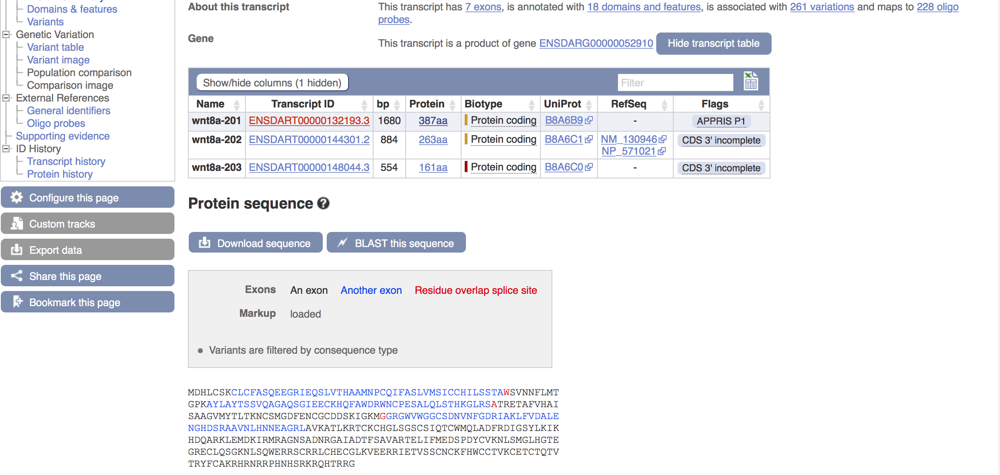 Domains & features
Variants
Genetic Variation
Variant table
Variant image
Population comparison
Comparison image
External References
General identifiers
Oligo probes
Supporting evidence
ID History
Transcript history
Protein history
Configure this page
Custom tracks
Export data
Share this page
Bookmark this page
About this transcript
This transcript has 7 exons, is annotated with 18 domains and features, is associated with 261 variations and maps to 228 oligo
probes.
Gene
This transcript is a product of gene ENSDARG00000052910 Hide transcript table
Show/hide columns (1 hidden) Filter
Name Transcript ID bp Protein Biotype UniProt RefSeq Flags
wnt8a-201 ENSDART00000132193.3 1680 387aa Protein coding B8A6B9 - APPRIS P1
wnt8a-202 ENSDART00000144301.2 884 263aa Protein coding B8A6C1 NM_130946 CDS 3' incomplete
NP_571021
wnt8a-203 ENSDART00000148044.3 554 161aa Protein coding B8A6C0 - CDS 3' incomplete
Protein sequence ?
Download sequence BLAST this sequence
Exons An exon Another exon Residue overlap splice site
Markup loaded
Variants are filtered by consequence type
MDHLCSKCLCFASQEEGRIEQSLVTHAAMNPCQIFASLVMSICCHILSSTAWSVNNFLMT
GPKAYLAYTSSVQAGAQSGIEECKHQFAWDRWNCPESALQLSTHKGLRSATRETAFVHAI
SAAGVMYTLTKNCSMGDFENCGCDDSKIGKMGGRGWVWGGCSDNVNFGDRIAKLFVDALE
NGHDSRAAVNLHNNEAGRLAVKATLKRTCKCHGLSGSCSIQTCWMQLADFRDIGSYLKIK
HDQARKLEMDKIRMRAGNSADNRGAIADTFSAVARTELIFMEDSPDYCVKNLSMGLHGTE
GRECLQSGKNLSQWERRSCRRLCHECGLKVEERRIETVSSCNCKFHWCCTVKCETCTQTV
TRYFCAKRHRNRRPHNHSRKRQHTRRG